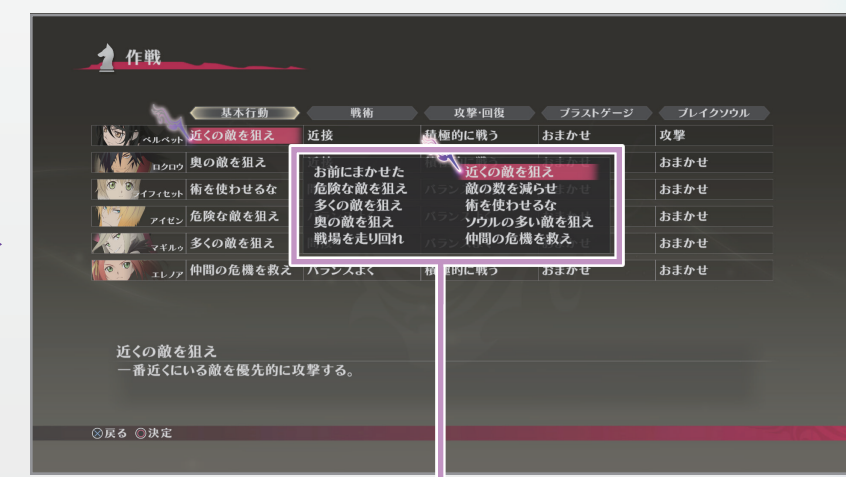 作戦
基本行動 戦術 攻撃・回復 ブラストゲージ ブレイクソウル
ベルベット 近くの敵を狙え 近接 積極的に戦う おまかせ 攻撃
ロクロウ 奥の敵を狙え おまかせ
ライフィセット 術を使わせるな おまかせ
アイゼン 危険な敵を狙え おまかせ
マギルゥ 多くの敵を狙え おまかせ おまかせ
エレノア 仲間の危機を救え バランスよく 積極的に戦う おまかせ おまかせ
お前にまかせた 近くの敵を狙え
危険な敵を狙え 敵の数を減らせ
多くの敵を狙え 術を使わせるな
奥の敵を狙え ソウルの多い敵を狙え
戦場を走り回れ 仲間の危機を救え
近くの敵を狙え
一番近くにいる敵を優先的に攻撃する。
戻る 決定